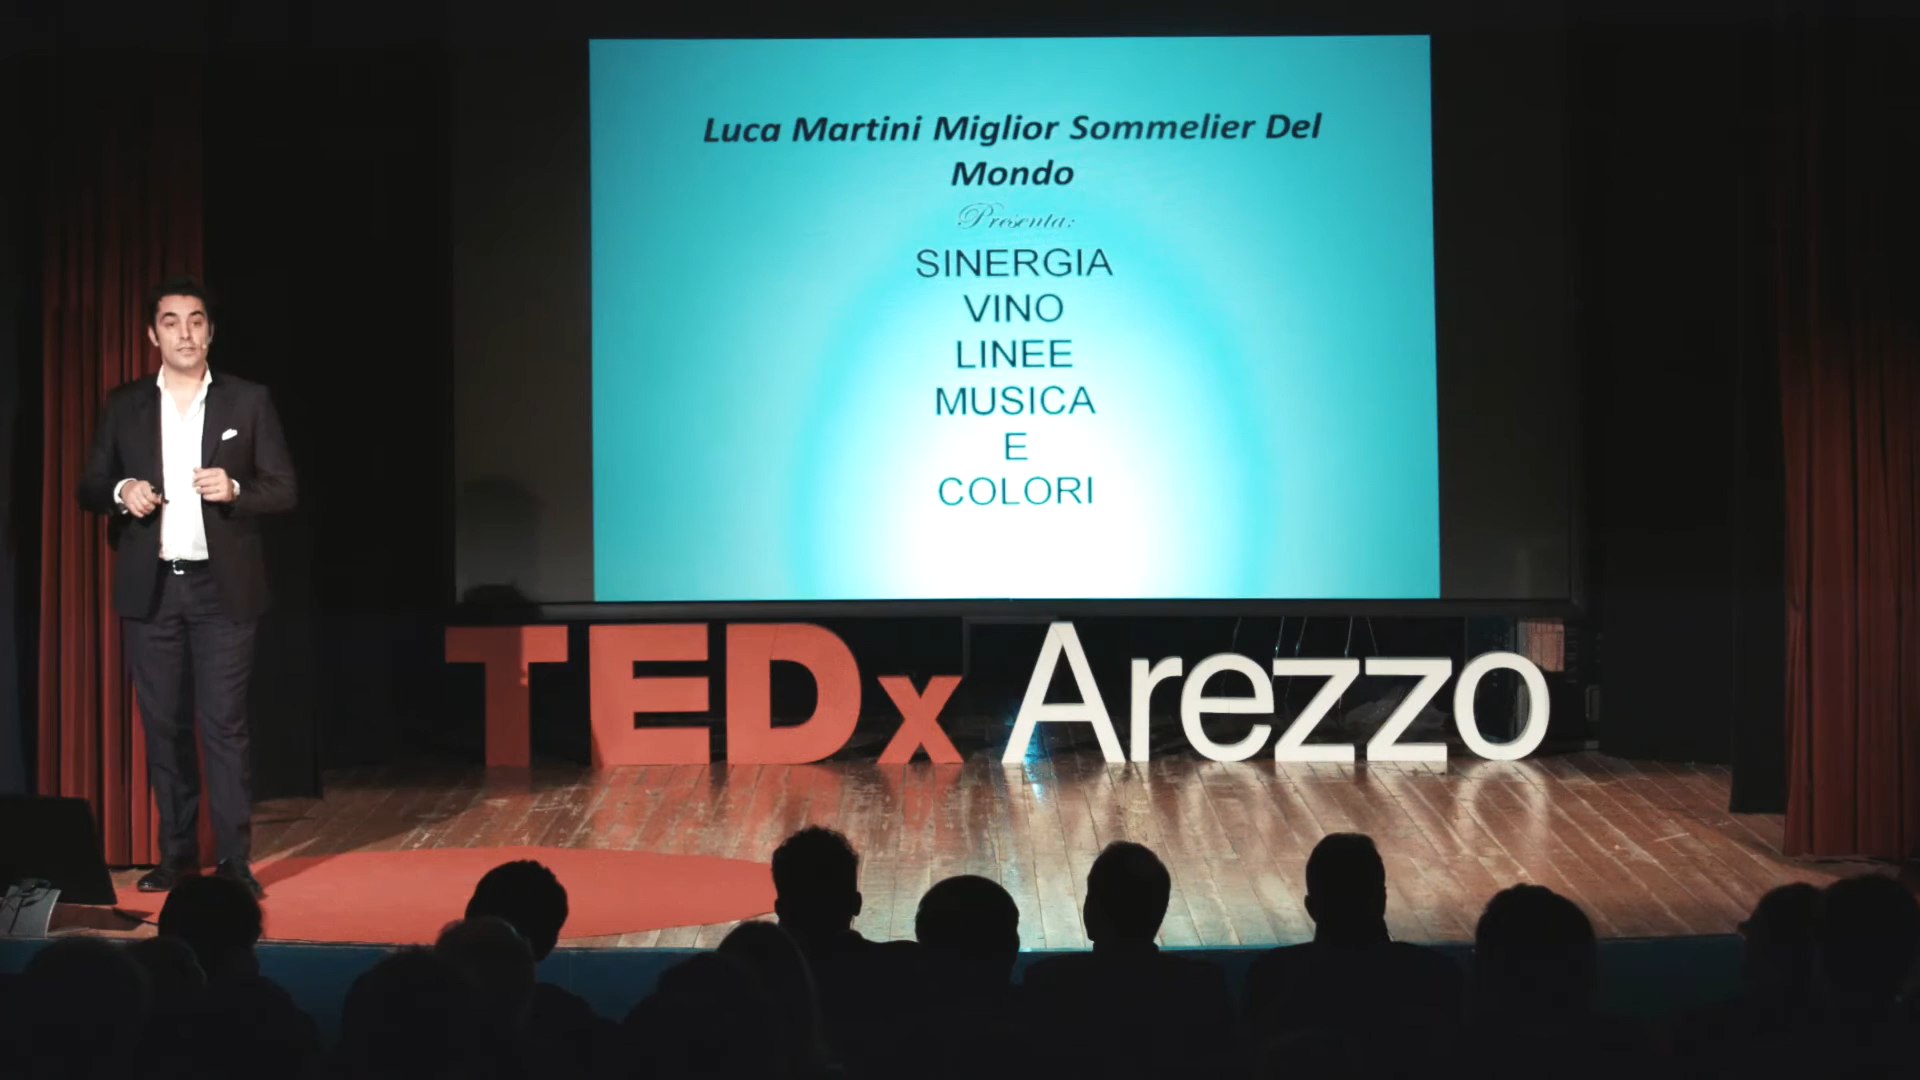 Luca Martini Miglior Sommelier Del
Mondo
Presenta:
SINERGIA
VINO
LINEE
MUSICA
E
COLORI
TEDx Arezzo